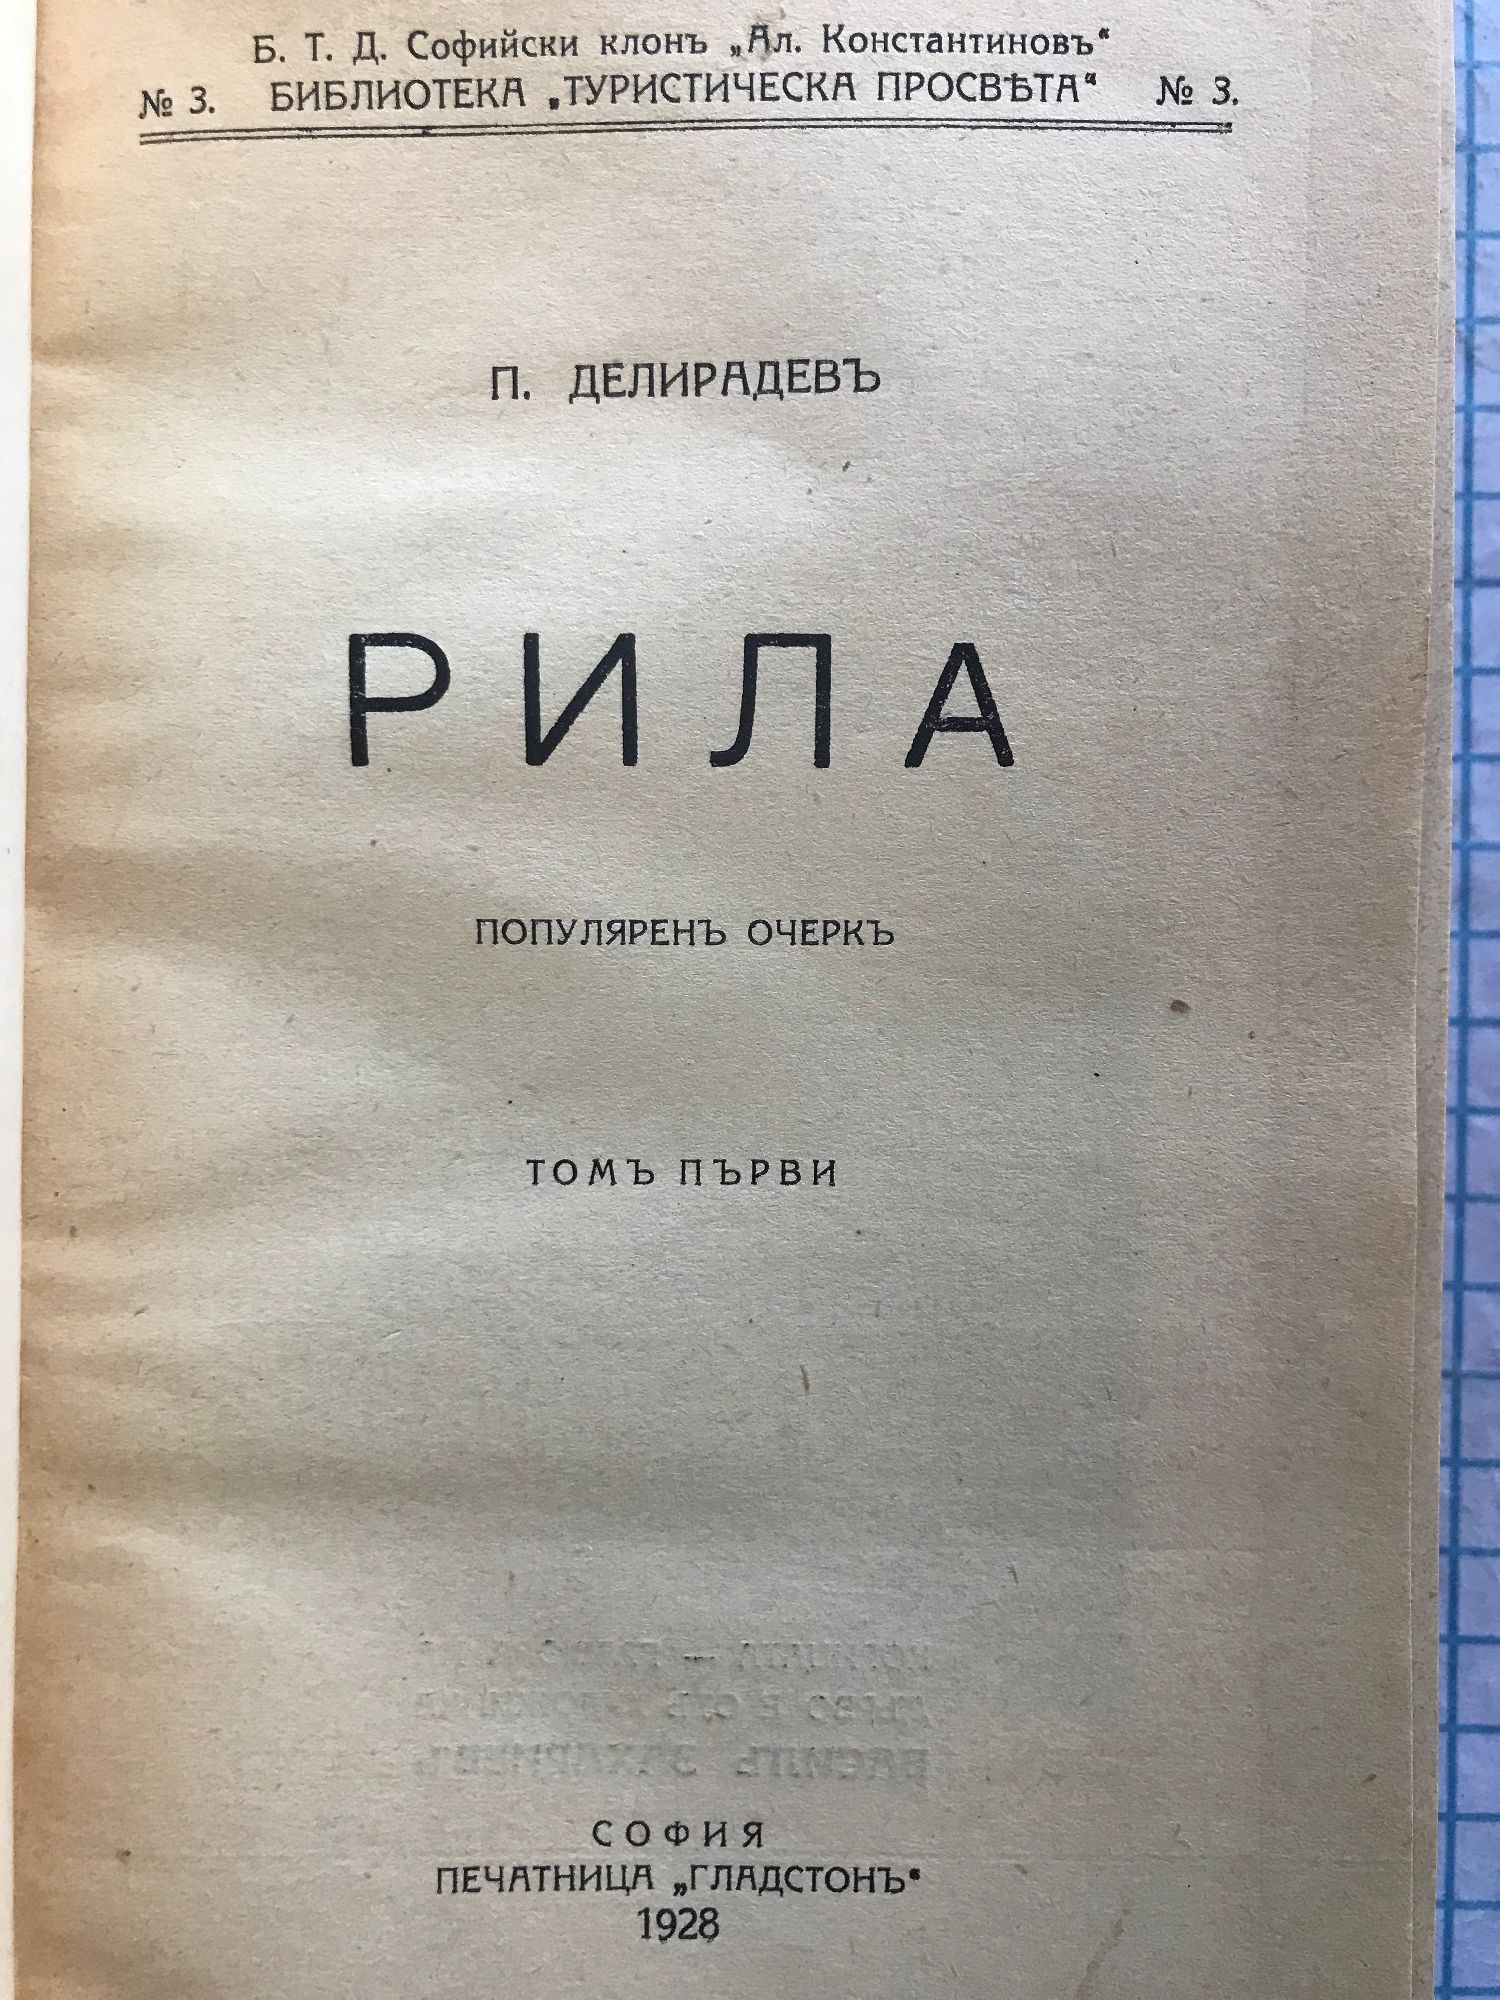 Б. Т. Д. Софийски клонъ „Ал. Константиновъ“
№ 3. БИБЛИОТЕКА „ТУРИСТИЧЕСКА ПРОСВѢТА“ № 3.
П. ДЕЛИРАДЕВЪ
РИЛА
ПОПУЛЯРЕНЪ ОЧЕРКЪ
ТОМЪ ПЪРВИ
СОФИЯ
ПЕЧАТНИЦА „ГЛАДСТОНЪ“
1928